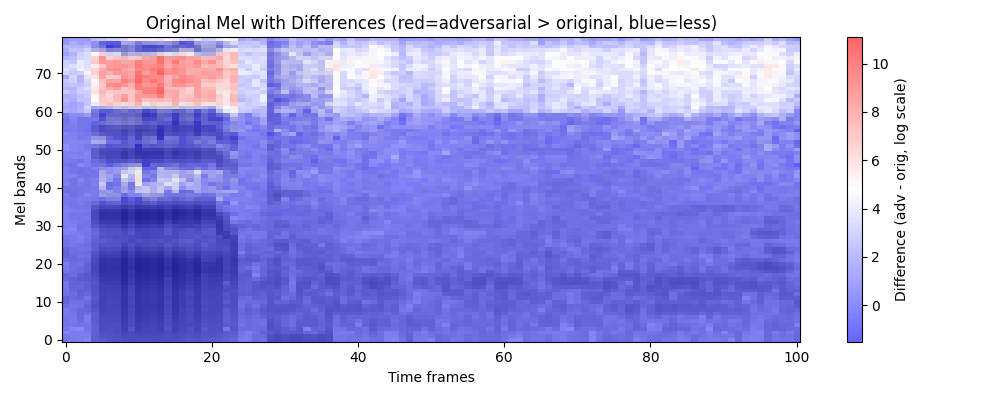 Original Mel with Differences (red=adversarial > original, blue=less)
Mel bands
70
60
50
40
30
20
10
0
0 20 40 60 80 100
Time frames
10
8
6
4
2
0
Difference (adv - orig, log scale)